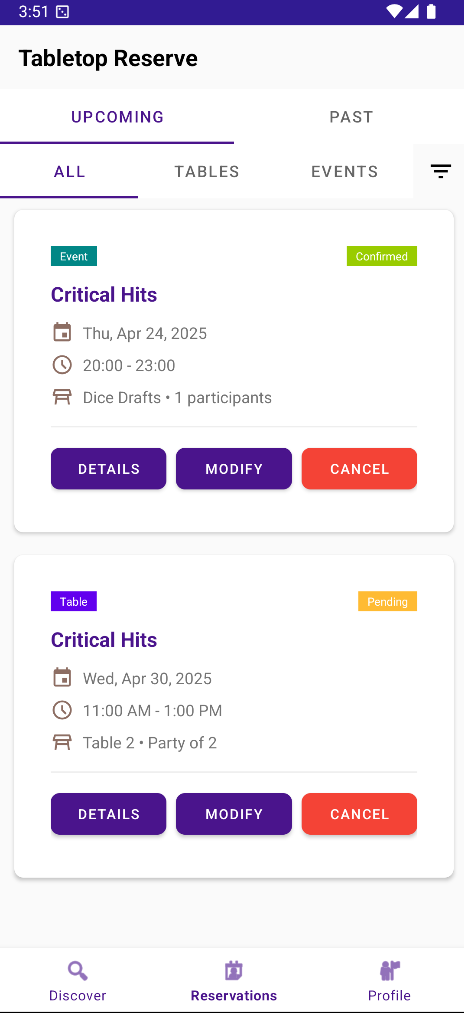 3:51
Tabletop Reserve
UPCOMING PAST
ALL TABLES EVENTS
Event Confirmed
Critical Hits
Thu, Apr 24, 2025
20:00 - 23:00
Dice Drafts • 1 participants
DETAILS MODIFY CANCEL
Table Pending
Critical Hits
Wed, Apr 30, 2025
11:00 AM - 1:00 PM
Table 2 • Party of 2
DETAILS MODIFY CANCEL
Discover Reservations Profile